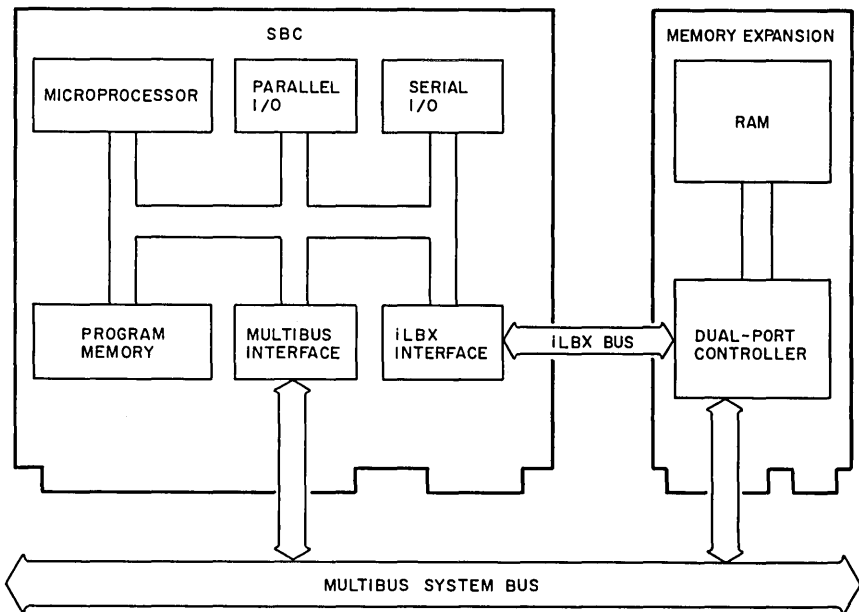 SBC
MICROPROCESSOR
PARALLEL
I/O
SERIAL
I/O
PROGRAM
MEMORY
MULTIBUS
INTERFACE
iLBX
INTERFACE
iLBX BUS
MEMORY EXPANSION
RAM
DUAL-PORT
CONTROLLER
MULTIBUS SYSTEM BUS